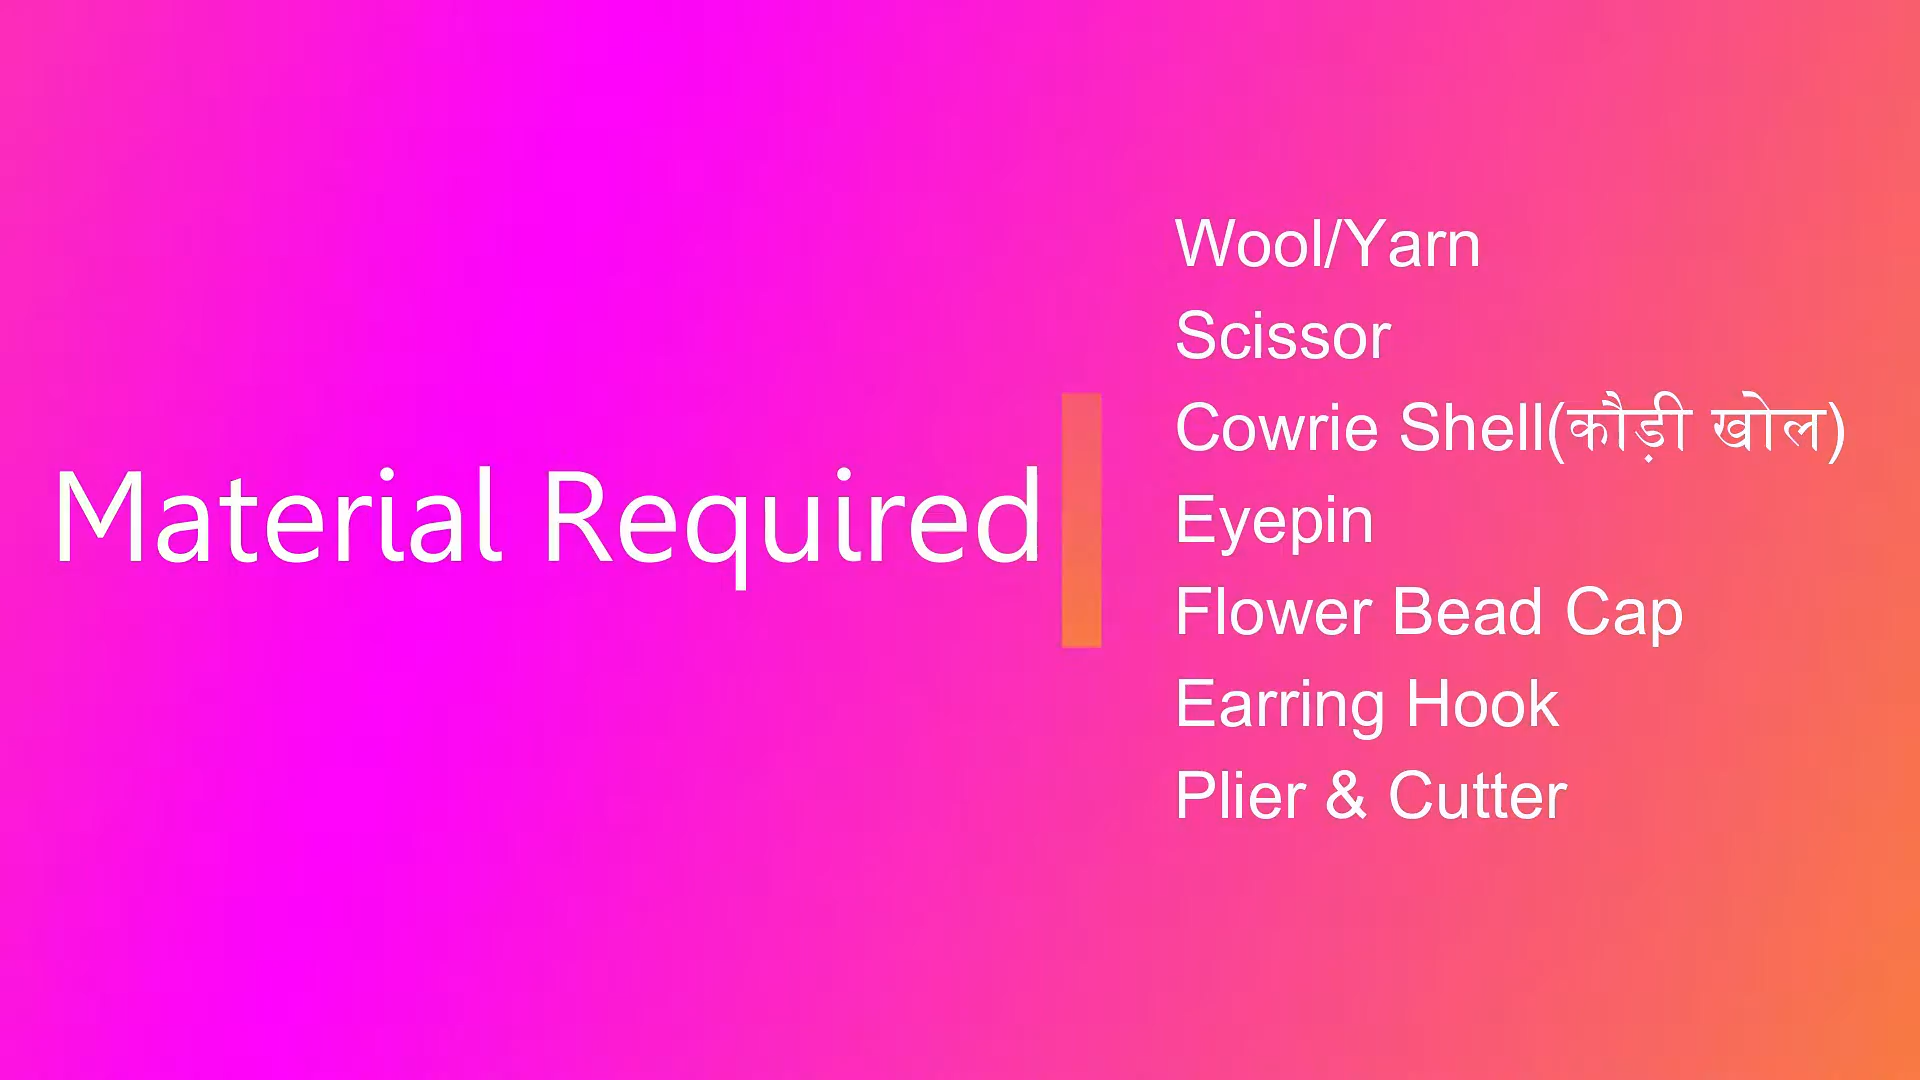 Material Required
Wool/Yarn
Scissor
Cowrie Shell(कौड़ी खोल)
Eyepin
Flower Bead Cap
Earring Hook
Plier & Cutter